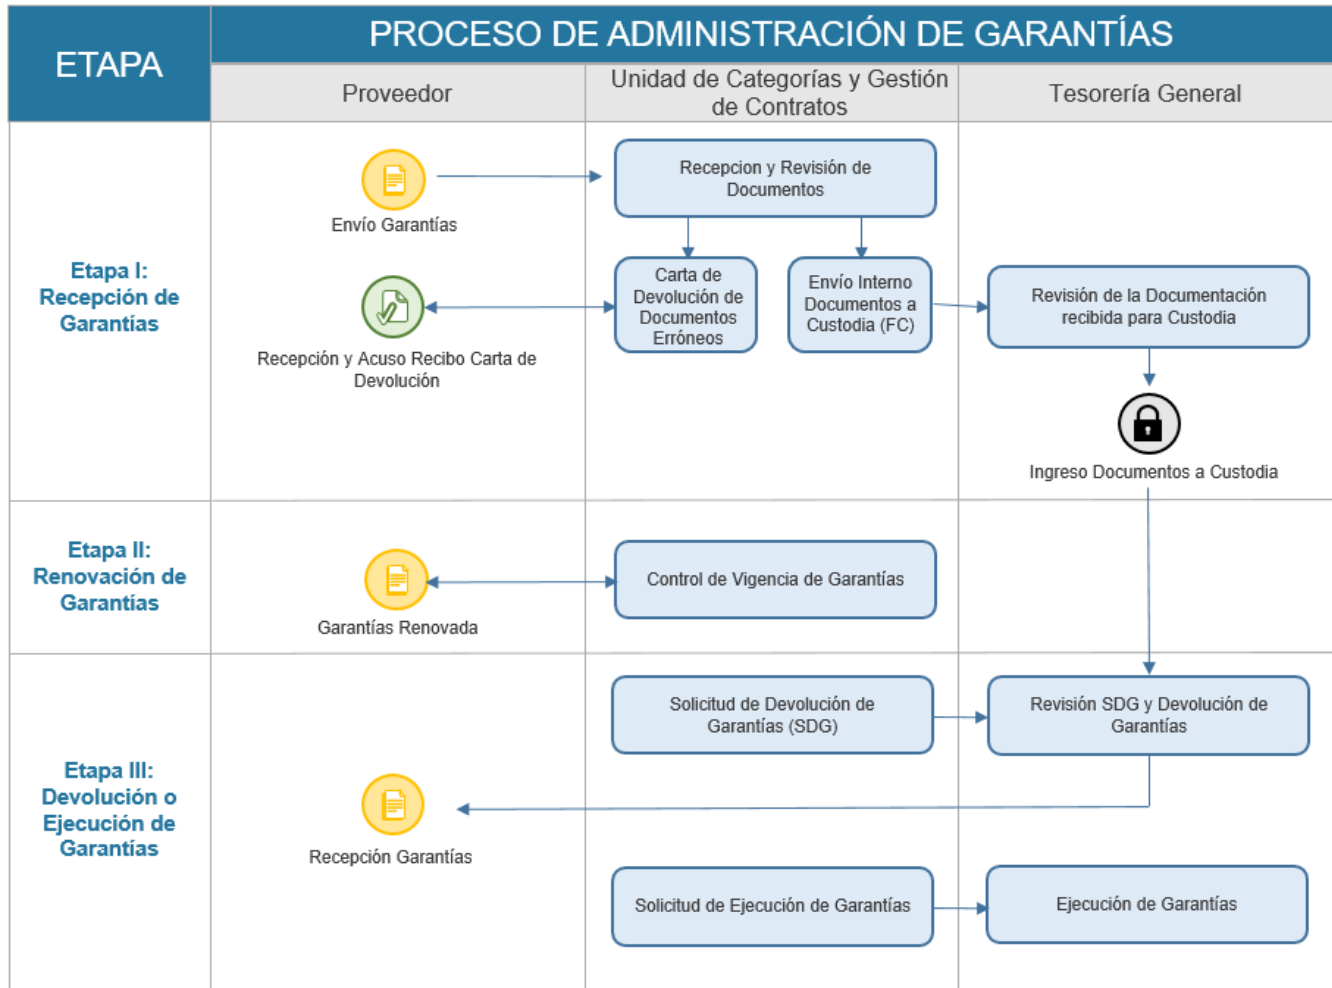 ETAPA
PROCESO DE ADMINISTRACIÓN DE GARANTÍAS
Proveedor
Unidad de Categorías y Gestión
de Contratos
Tesorería General
Etapa I:
Recepción de
Garantías
Envío Garantías
Recepcion y Revisión de
Documentos
Recepción y Acuso Recibo Carta de
Devolución
Carta de
Devolución de
Documentos
Erróneos
Envío Interno
Documentos a
Custodia (FC)
Revisión de la Documentación
recibida para Custodia
Ingreso Documentos a Custodia
Etapa II:
Renovación de
Garantías
Garantías Renovada
Control de Vigencia de Garantías
Etapa III:
Devolución o
Ejecución de
Garantías
Solicitud de Devolución de
Garantías (SDG)
Revisión SDG y Devolución de
Garantías
Recepción Garantías
Solicitud de Ejecución de Garantías
Ejecución de Garantías